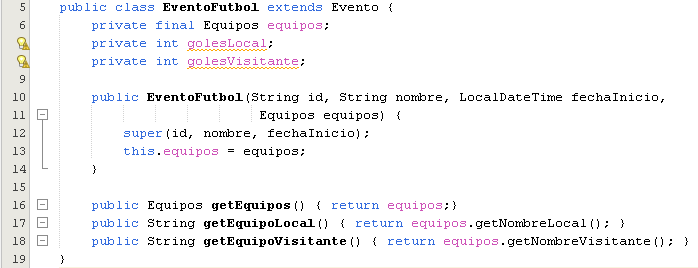 5 public class EventoFutbol extends Evento {
6 private final Equipos equipos;
private int golesLocal;
private int golesVisitante;
9
10 public EventoFutbol(String id, String nombre, LocalDateTime fechaInicio,
11 Equipos equipos) {
12 super(id, nombre, fechaInicio);
13 this.equipos = equipos;
14 }
15
16 public Equipos getEquipos() { return equipos;}
17 public String getEquipoLocal() { return equipos.getNombreLocal(); }
18 public String getEquipoVisitante() { return equipos.getNombreVisitante(); }
19 }